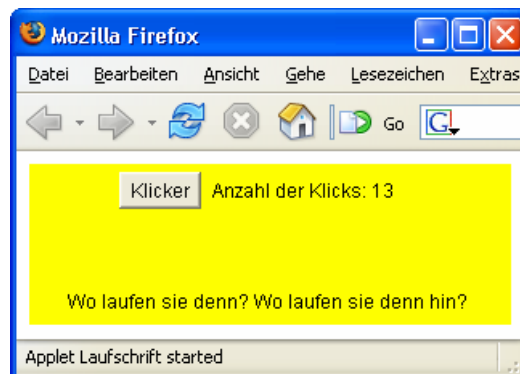 Mozilla Firefox
Datei Bearbeiten Ansicht Gehe Lesezeichen Extras
Go G
Klicker Anzahl der Klicks: 13
Wo laufen sie denn? Wo laufen sie denn hin?
Applet Laufschrift started